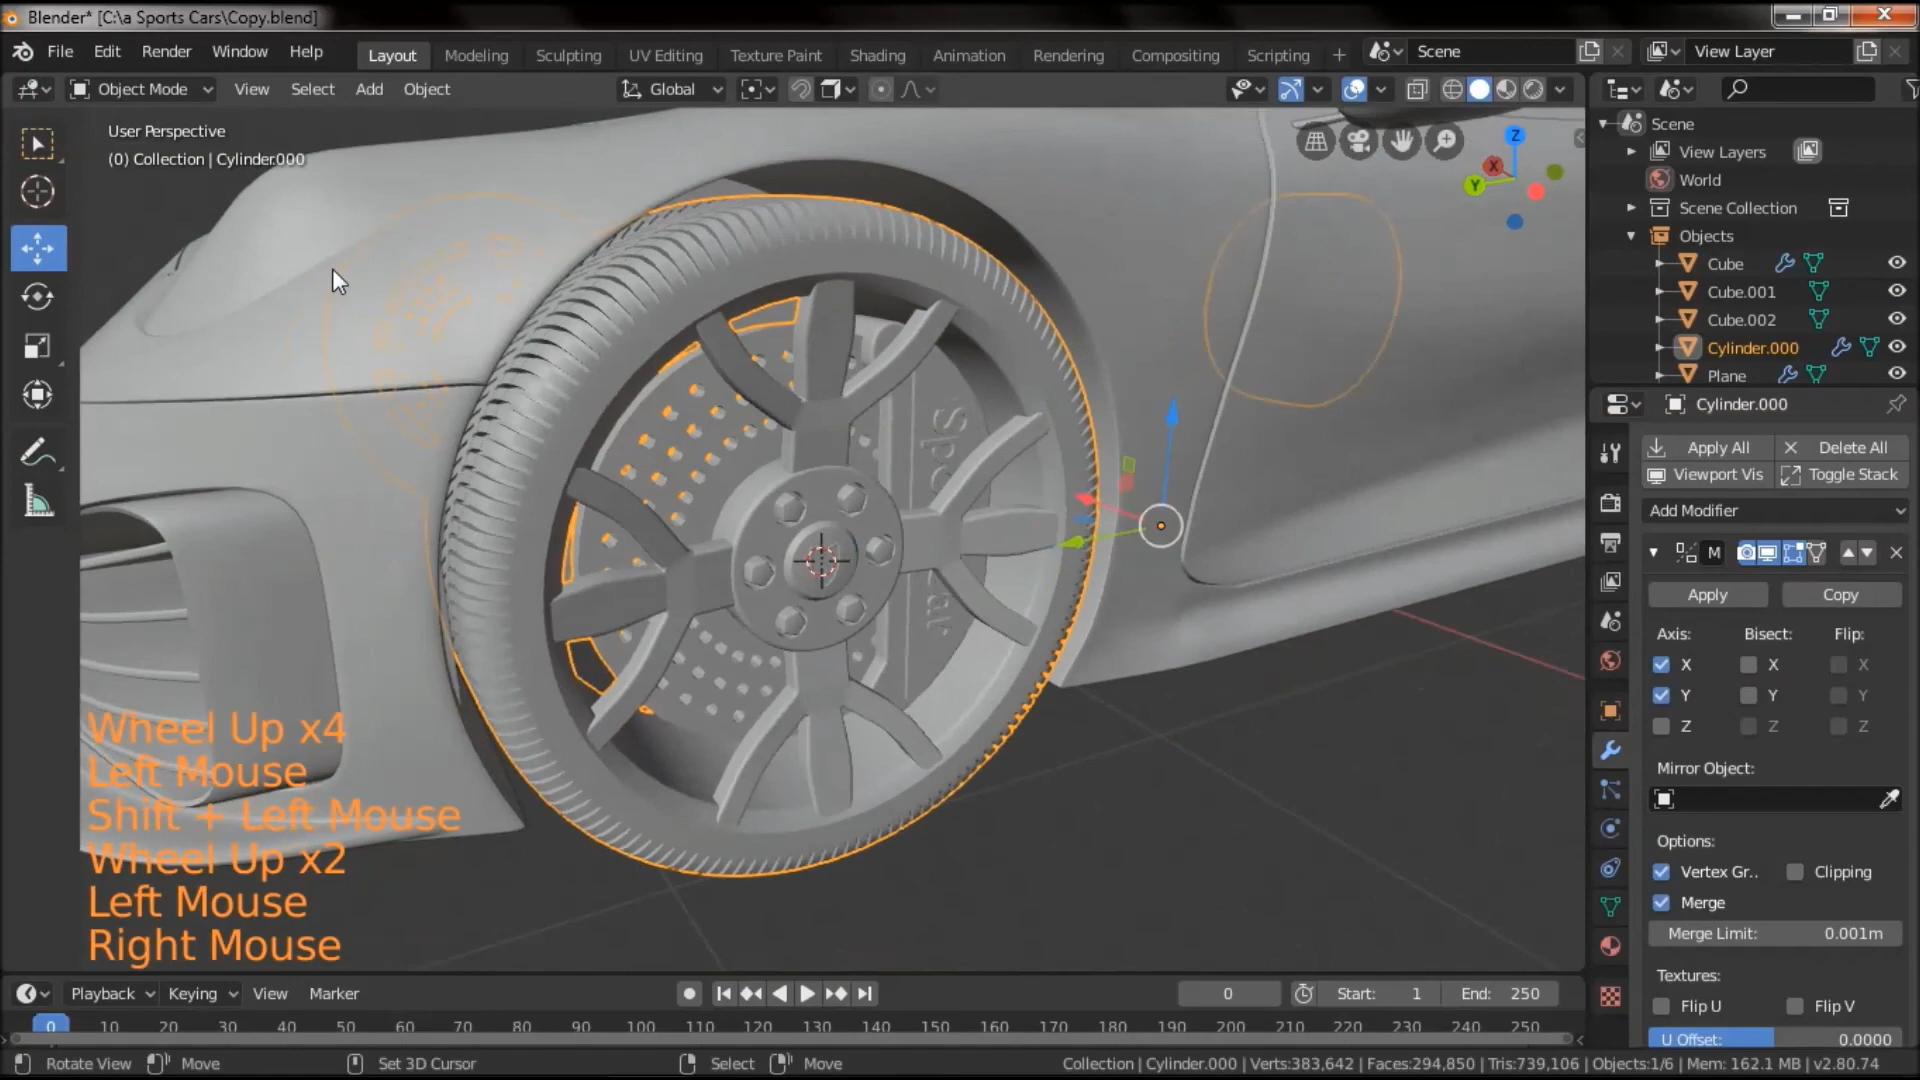 Blender* [C:\a Sports Cars\Copy.blend]
File Edit Render Window Help Layout Modeling Sculpting UV Editing Texture Paint Shading Animation Rendering Compositing Scripting + Scene View Layer
Object Mode View Select Add Object Global
User Perspective
(0) Collection | Cylinder.000
Z
X
Y
Scene
View Layers
World
Scene Collection
Objects
Cube
Cube.001
Cube.002
Cylinder.000
Plane
Cylinder.000
Apply All Delete All
Viewport Vis Toggle Stack
Add Modifier
M
Apply Copy
Axis: Bisect: Flip:
X X X
Y Y Y
Z Z Z
Mirror Object:
Options:
Vertex Gr.. Clipping
Merge
Merge Limit: 0.001m
Textures:
Flip U Flip V
U Offset: 0.0000
Wheel Up x4
Left Mouse
Shift + Left Mouse
Wheel Up x2
Left Mouse
Right Mouse
Playback Keying View Marker 0 Start: 1 End: 250
0 10 20 30 40 50 60 70 80 90 100 110 120 130 140 150 160 170 180 190 200 210 220 230 240 250
Rotate View Move Set 3D Cursor Select Move Collection | Cylinder.000 | Verts:383,642 | Faces:294,850 | Tris:739,106 | Objects:1/6 | Mem: 162.1 MB | v2.80.74